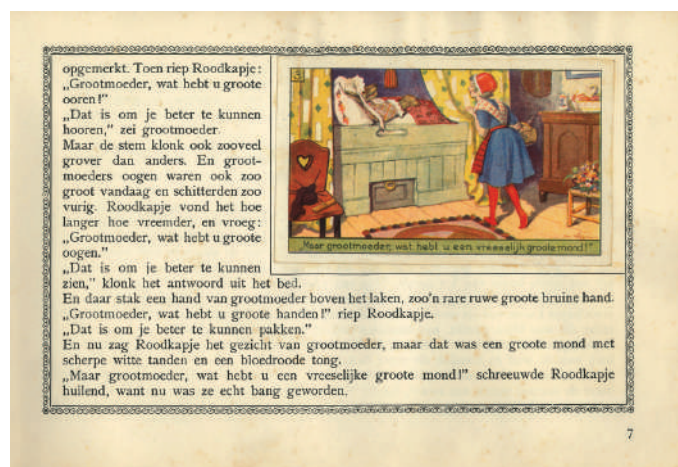 opgemerkt. Toen riep Roodkapje:
„Grootmoeder, wat hebt u groote
ooren!”
„Dat is om je beter te kunnen
hooren,” zei grootmoeder.
Maar de stem klonk ook zooveel
grover dan anders. En groot-
moeders oogen waren ook zoo
groot vandaag en schitterden zoo
vurig. Roodkapje vond het hoe
langer hoe vreemder, en vroeg:
„Grootmoeder, wat hebt u groote
oogen.”
„Dat is om je beter te kunnen
zien,” klonk het antwoord uit het bed.
3
„Maar grootmoeder, wat hebt u een vreeselijk groote mond!”
En daar stak een hand van grootmoeder boven het laken, zoo'n rare ruwe groote bruine hand.
„Grootmoeder, wat hebt u groote handen!” riep Roodkapje.
„Dat is om je beter te kunnen pakken.”
En nu zag Roodkapje het gezicht van grootmoeder, maar dat was een groote mond met
scherpe witte tanden en een bloedroode tong.
„Maar grootmoeder, wat hebt u een vreeselijke groote mond!” schreeuwde Roodkapje
huilend, want nu was ze echt bang geworden.
7